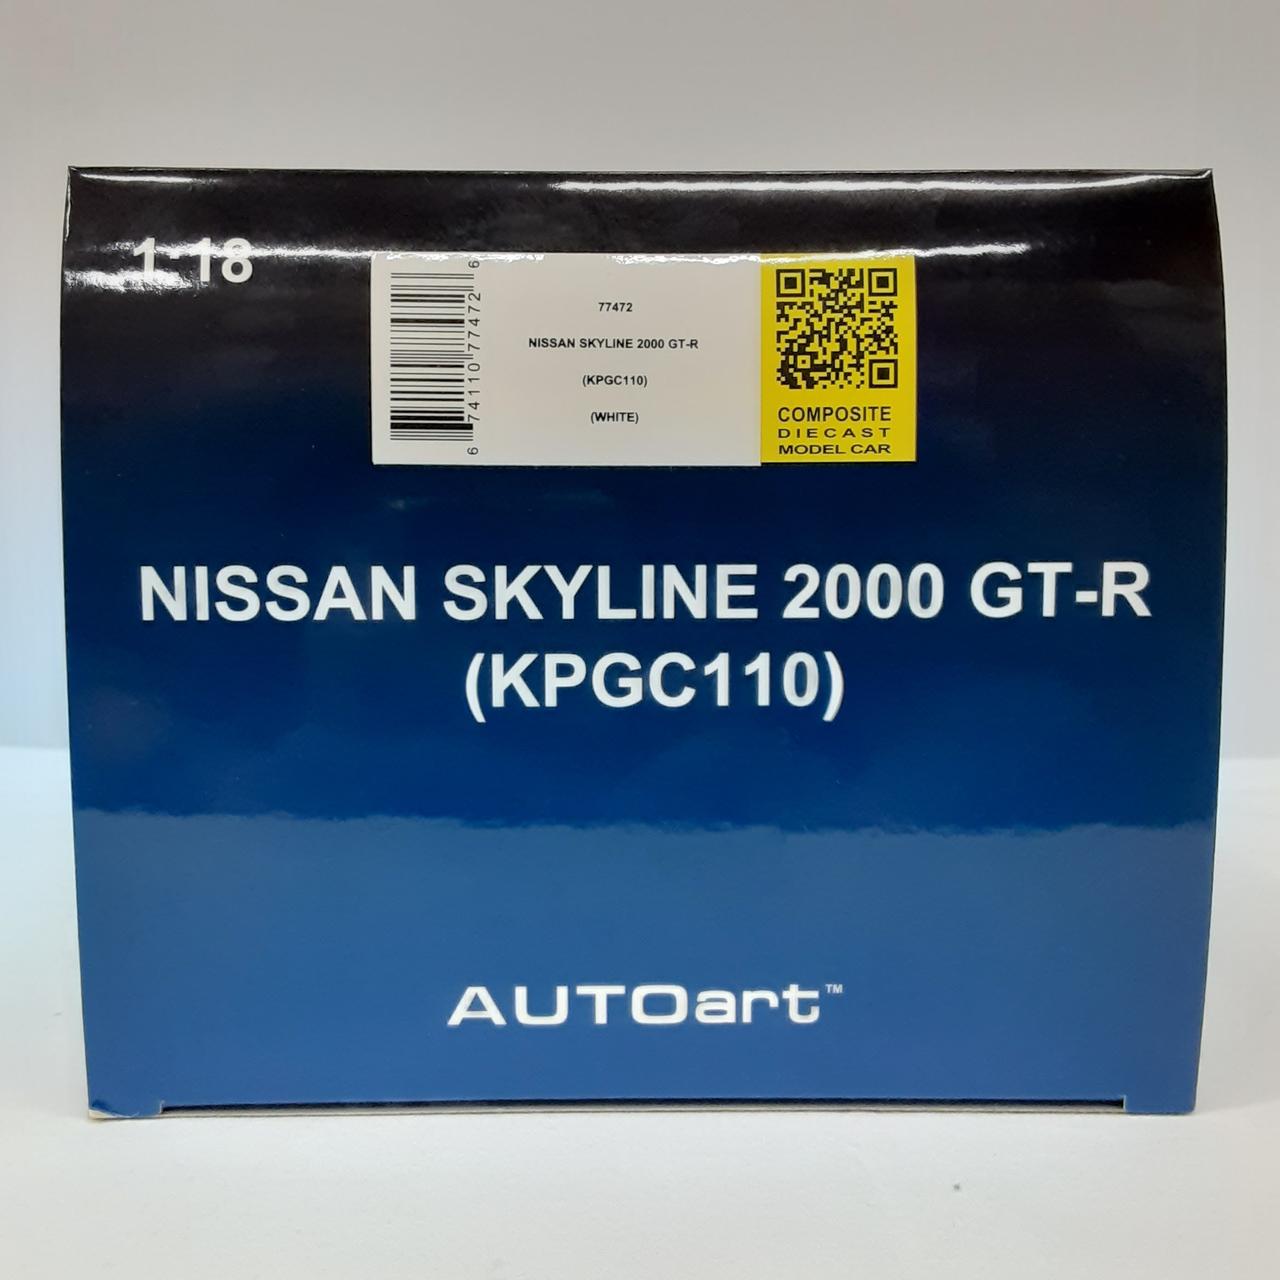 1:18
77472
NISSAN SKYLINE 2000 GT-R
(KPGC110)
(WHITE)
6 74110 77472 6
COMPOSITE
DIECAST
MODEL CAR
NISSAN SKYLINE 2000 GT-R
(KPGC110)
AUTOart™